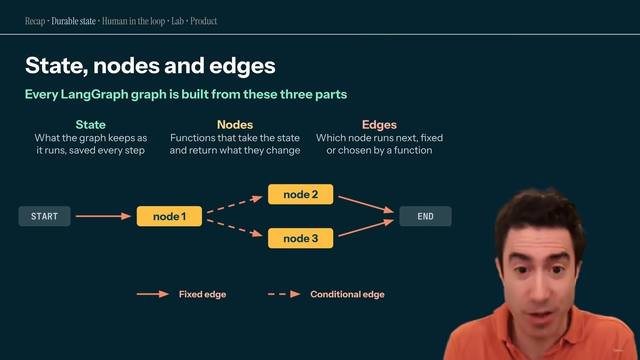 Recap • Durable state • Human in the loop • Lab • Product
State, nodes and edges
Every LangGraph graph is built from these three parts
State
What the graph keeps as
it runs, saved every step
Nodes
Functions that take the state
and return what they change
Edges
Which node runs next, fixed
or chosen by a function
START
node 1
node 2
node 3
END
Fixed edge
Conditional edge